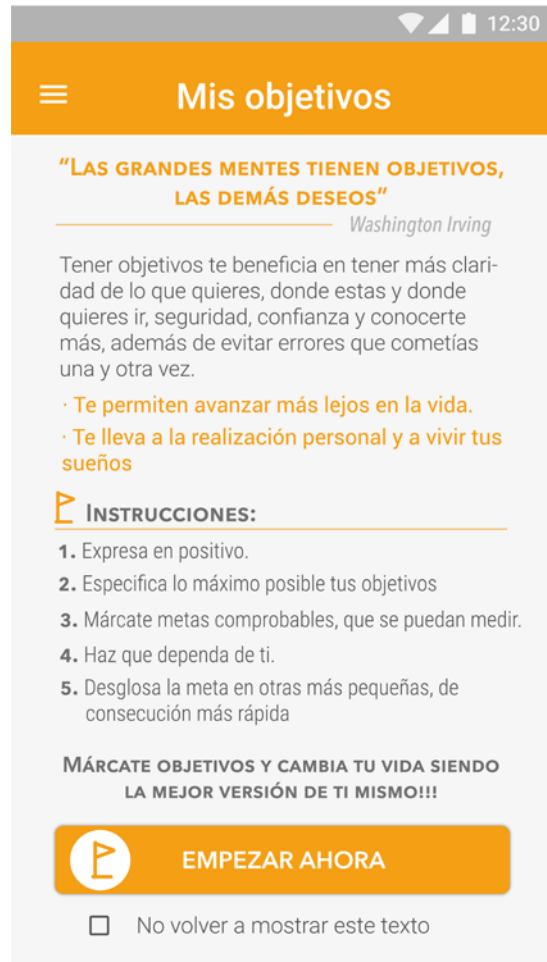 12:30
Mis objetivos
“Las grandes mentes tienen objetivos,
las demás deseos”
Washington Irving
Tener objetivos te beneficia en tener más clari-
dad de lo que quieres, donde estas y donde
quieres ir, seguridad, confianza y conocerte
más, además de evitar errores que cometías
una y otra vez.
· Te permiten avanzar más lejos en la vida.
· Te lleva a la realización personal y a vivir tus
sueños
Instrucciones:
1. Expresa en positivo.
2. Especifica lo máximo posible tus objetivos
3. Márcate metas comprobables, que se puedan medir.
4. Haz que dependa de ti.
5. Desglosa la meta en otras más pequeñas, de
consecución más rápida
Márcate objetivos y cambia tu vida siendo
la mejor versión de ti mismo!!!
EMPEZAR AHORA
No volver a mostrar este texto